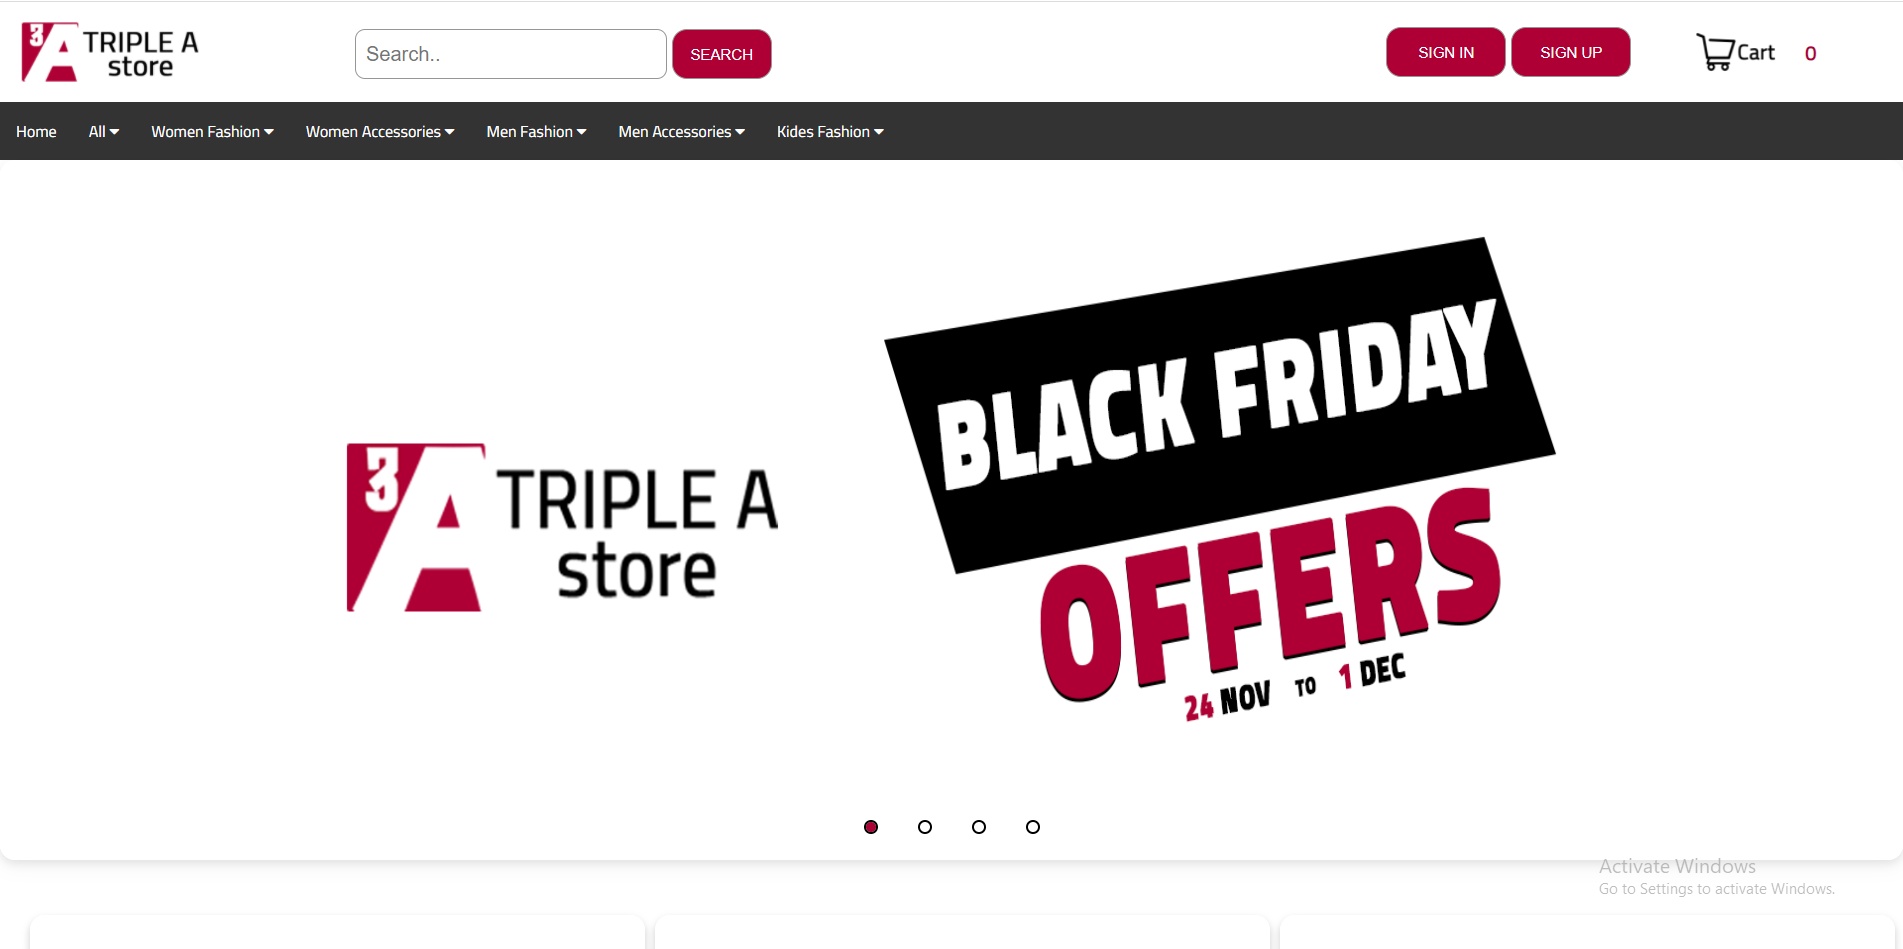 3 A TRIPLE A
store
Search..
SEARCH
SIGN IN
SIGN UP
Cart
0
Home
All
Women Fashion
Women Accessories
Men Fashion
Men Accessories
Kides Fashion
3 A TRIPLE A
store
BLACK FRIDAY
OFFERS
24 NOV TO 1 DEC
Activate Windows
Go to Settings to activate Windows.